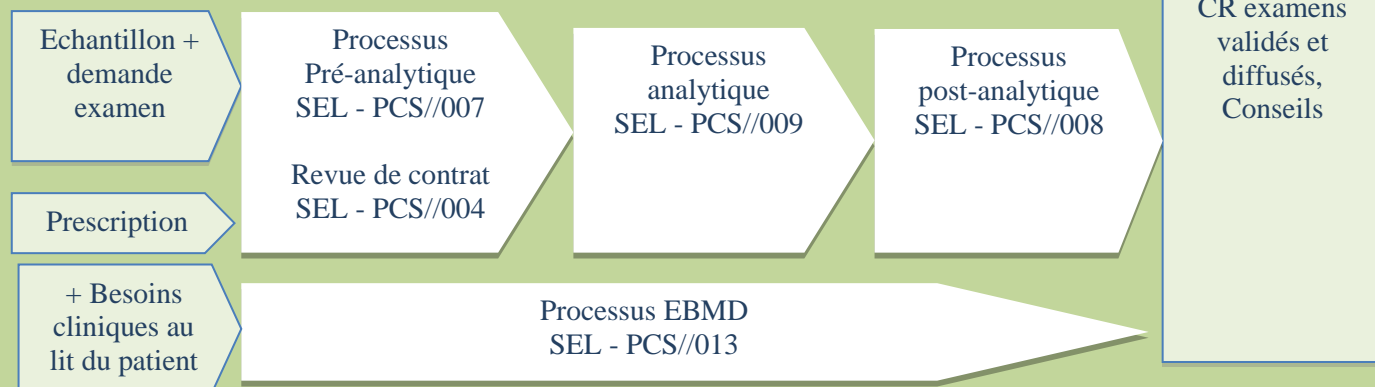 Echantillon +
demande
examen
Prescription
+ Besoins
cliniques au
lit du patient
Processus
Pré-analytique
SEL - PCS//007
Revue de contrat
SEL - PCS//004
Processus
analytique
SEL - PCS//009
Processus
post-analytique
SEL - PCS//008
Processus EBMD
SEL - PCS//013
CR examens
validés et
diffusés,
Conseils